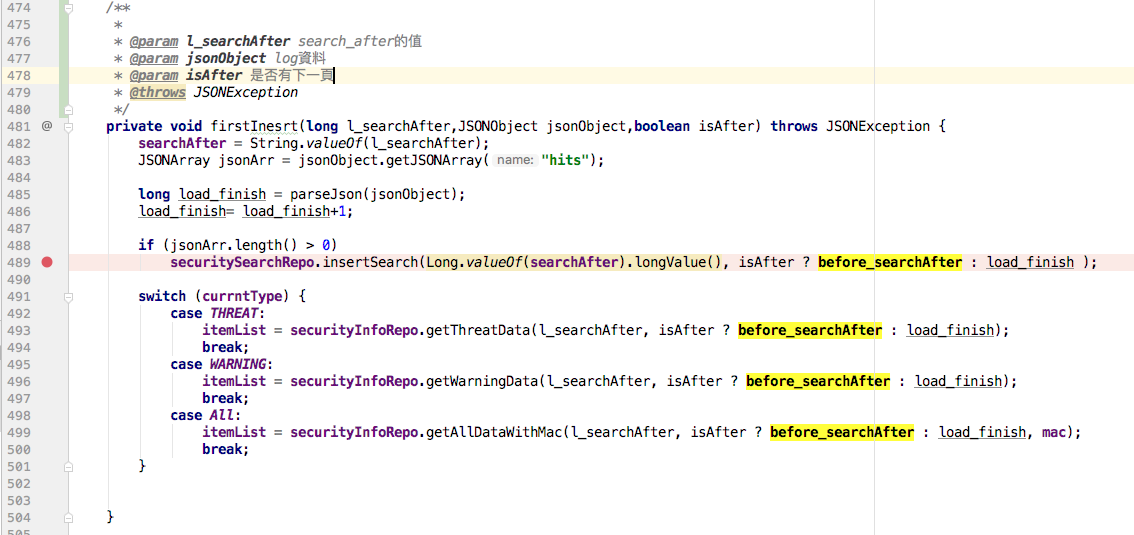 474 /**
475 *
476 * @param l_searchAfter search_after的值
477 * @param jsonObject log資料
478 * @param isAfter 是否有下一頁
479 * @throws JSONException
480 */
481 @ private void firstInesrt(long l_searchAfter,JSONObject jsonObject,boolean isAfter) throws JSONException {
482 searchAfter = String.valueOf(l_searchAfter);
483 JSONArray jsonArr = jsonObject.getJSONArray( name: "hits");
484
485 long load_finish = parseJson(jsonObject);
486 load_finish= load_finish+1;
487
488 if (jsonArr.length() > 0)
489 securitySearchRepo.insertSearch(Long.valueOf(searchAfter).longValue(), isAfter ? before_searchAfter : load_finish );
490
491 switch (currntType) {
492 case THREAT:
493 itemList = securityInfoRepo.getThreatData(l_searchAfter, isAfter ? before_searchAfter : load_finish);
494 break;
495 case WARNING:
496 itemList = securityInfoRepo.getWarningData(l_searchAfter, isAfter ? before_searchAfter : load_finish);
497 break;
498 case All:
499 itemList = securityInfoRepo.getAllDataWithMac(l_searchAfter, isAfter ? before_searchAfter : load_finish, mac);
500 break;
501 }
502
503
504 }
505